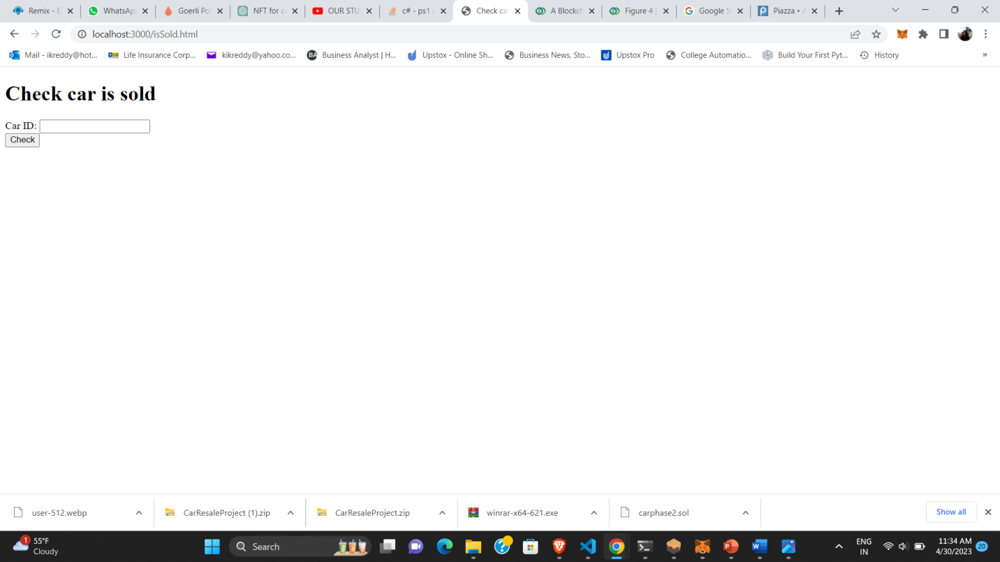 Remix - E
WhatsAp
Goerli Po
NFT for c
OUR STU
c# - ps1 c
Check car
A Blockch
Figure 4 |
Google S
Piazza • A
localhost:3000/isSold.html
Mail - ikreddy@hot...
Life Insurance Corp...
kikreddy@yahoo.co...
BA
Business Analyst | H...
Upstox - Online Sh...
Business News, Sto...
Upstox Pro
College Automatio...
Build Your First Pyt...
History
»
Check car is sold
Car ID:
Check
user-512.webp
CarResaleProject (1).zip
CarResaleProject.zip
winrar-x64-621.exe
carphase2.sol
Show all
1
55°F
Cloudy
Search
ENG
IN
11:34 AM
4/30/2023
20